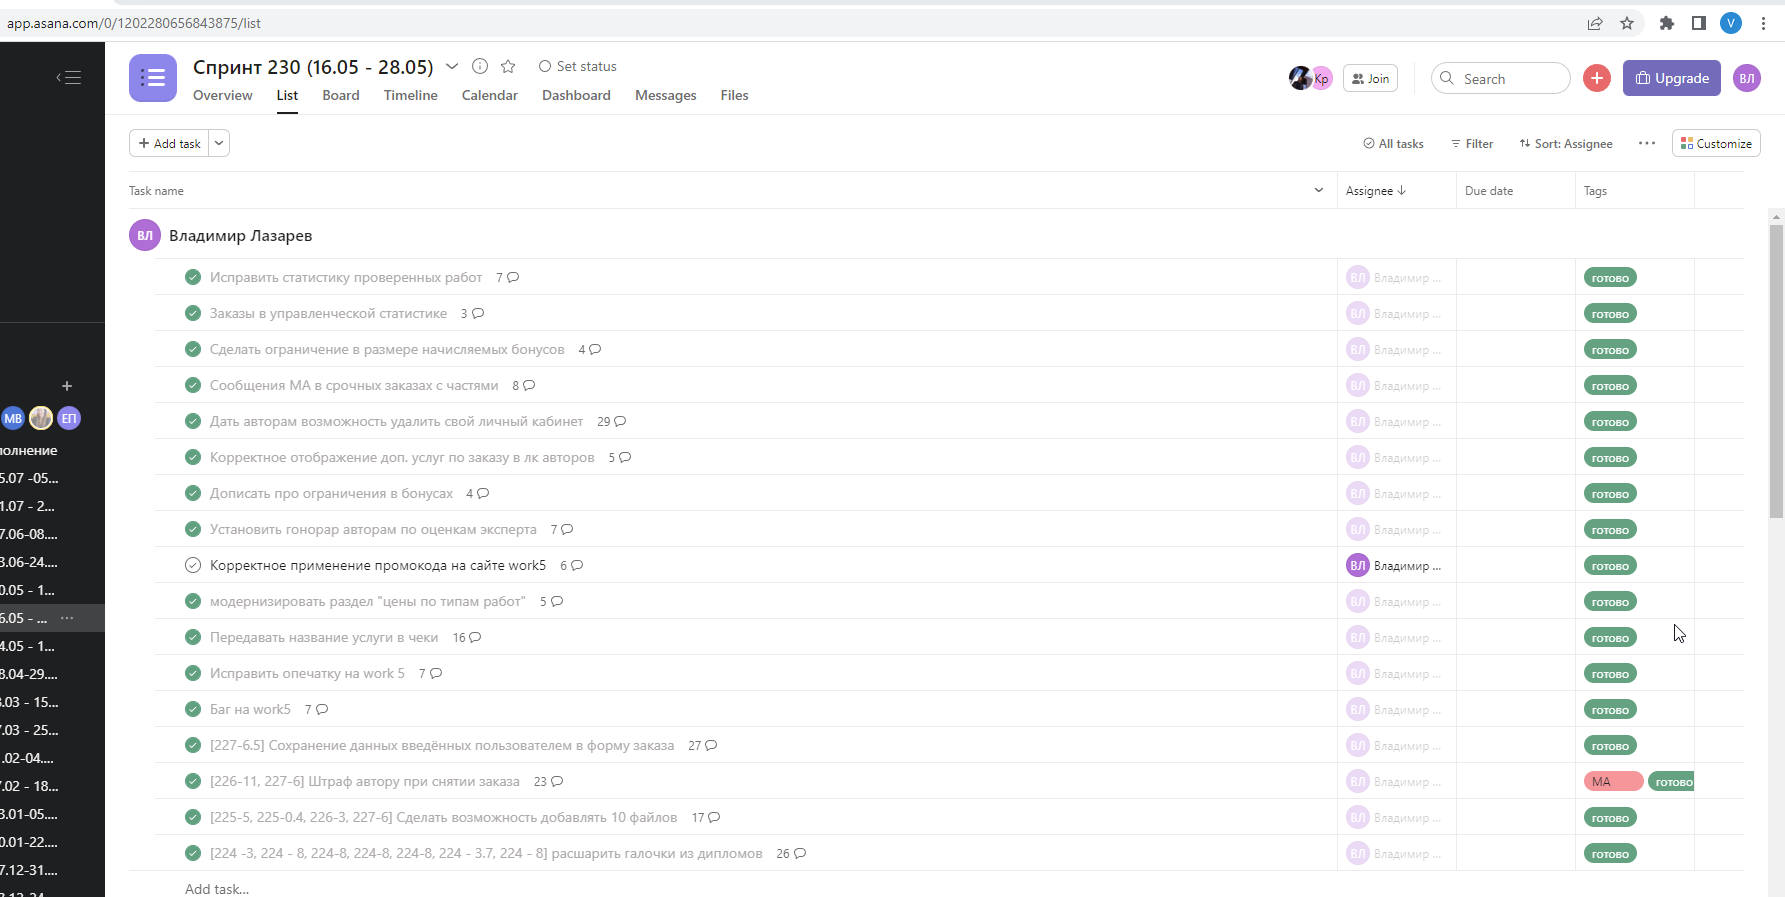 app.asana.com/0/1202280656843875/list
V
Спринт 230 (16.05 - 28.05)
Set status
Overview List Board Timeline Calendar Dashboard Messages Files
Кр
Join
Search
Upgrade
ВЛ
+ Add task
All tasks
Filter
Sort: Assignee
Customize
Task name
Assignee
Due date
Tags
ВЛ Владимир Лазарев
Исправить статистику проверенных работ 7 ВЛ Владимир ... готово
Заказы в управленческой статистике 3 ВЛ Владимир ... готово
Сделать ограничение в размере начисляемых бонусов 4 ВЛ Владимир ... готово
Сообщения МА в срочных заказах с частями 8 ВЛ Владимир ... готово
Дать авторам возможность удалить свой личный кабинет 29 ВЛ Владимир ... готово
Корректное отображение доп. услуг по заказу в лк авторов 5 ВЛ Владимир ... готово
Дописать про ограничения в бонусах 4 ВЛ Владимир ... готово
Установить гонорар авторам по оценкам эксперта 7 ВЛ Владимир ... готово
Корректное применение промокода на сайте work5 6 ВЛ Владимир ... готово
модернизировать раздел "цены по типам работ" 5 ВЛ Владимир ... готово
Передавать название услуги в чеки 16 ВЛ Владимир ... готово
Исправить опечатку на work 5 7 ВЛ Владимир ... готово
Баг на work5 7 ВЛ Владимир ... готово
[227-6.5] Сохранение данных введённых пользователем в форму заказа 27 ВЛ Владимир ... готово
[226-11, 227-6] Штраф автору при снятии заказа 23 ВЛ Владимир ... МА готово
[225-5, 225-0.4, 226-3, 227-6] Сделать возможность добавлять 10 файлов 17 ВЛ Владимир ... готово
[224 -3, 224 - 8, 224-8, 224-8, 224-8, 224 - 3.7, 224 - 8] расшарить галочки из дипломов 26 ВЛ Владимир ... готово
Add task...
МВ ЕП
полнение
5.07 -05...
1.07 - 2...
7.06-08....
3.06-24....
0.05 - 1...
6.05 - ...
4.05 - 1...
8.04-29....
.03 - 15...
7.03 - 25...
.02-04....
7.02 - 18...
3.01-05....
0.01-22....
7.12-31....